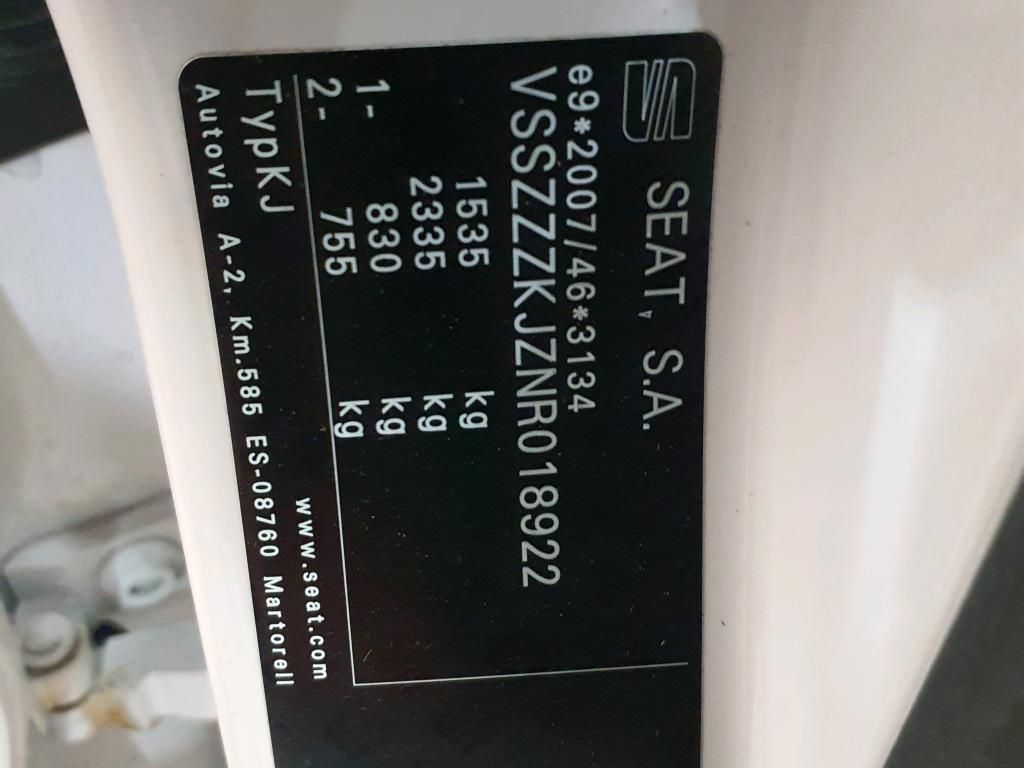 SEAT, S.A.
e9*2007/46*3134
VSSZZZKJZNR018922
1535 kg
2335 kg
1- 830 kg
2- 755 kg
TypKJ www.seat.com
Autovia A-2, Km.585 ES-08760 Martorell